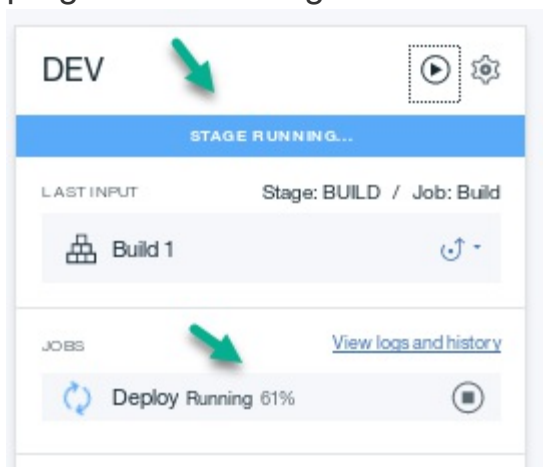 DEV
STAGE RUNNING...
LAST INPUT Stage: BUILD / Job: Build
Build 1
JOBS View logs and history
Deploy Running 61%